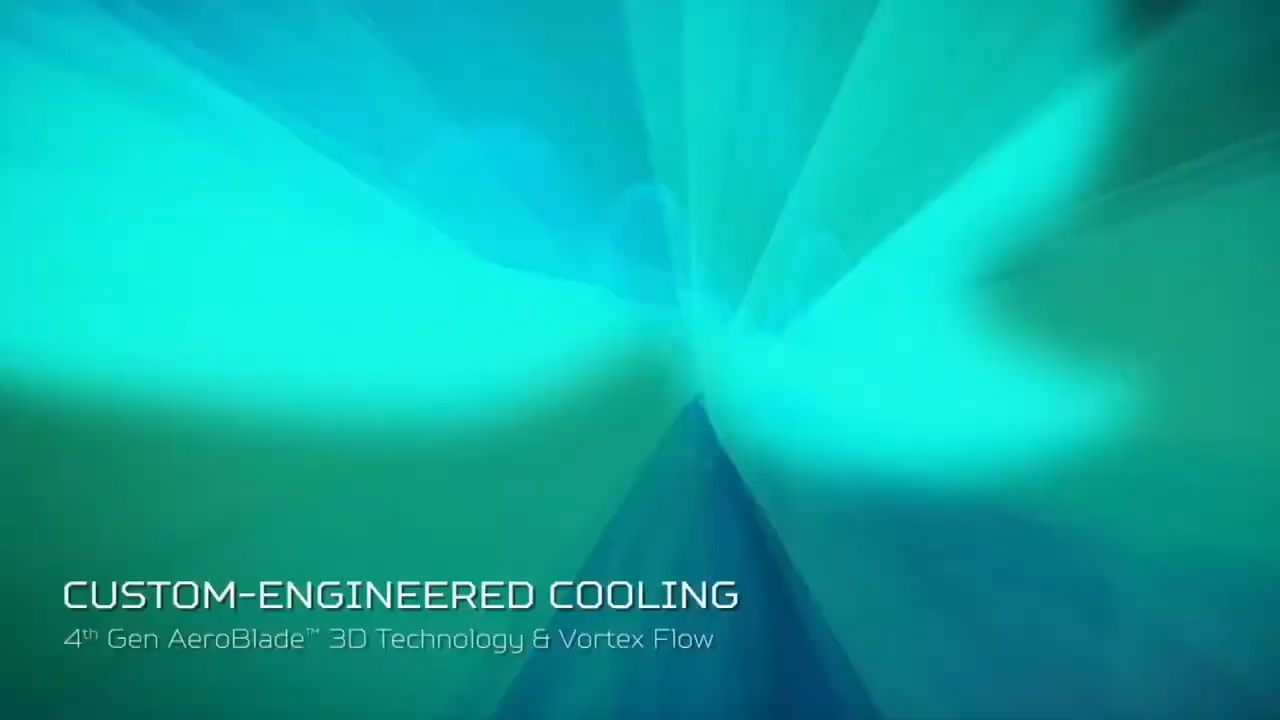 CUSTOM-ENGINEERED COOLING
4th Gen AeroBlade™ 3D Technology & Vortex Flow